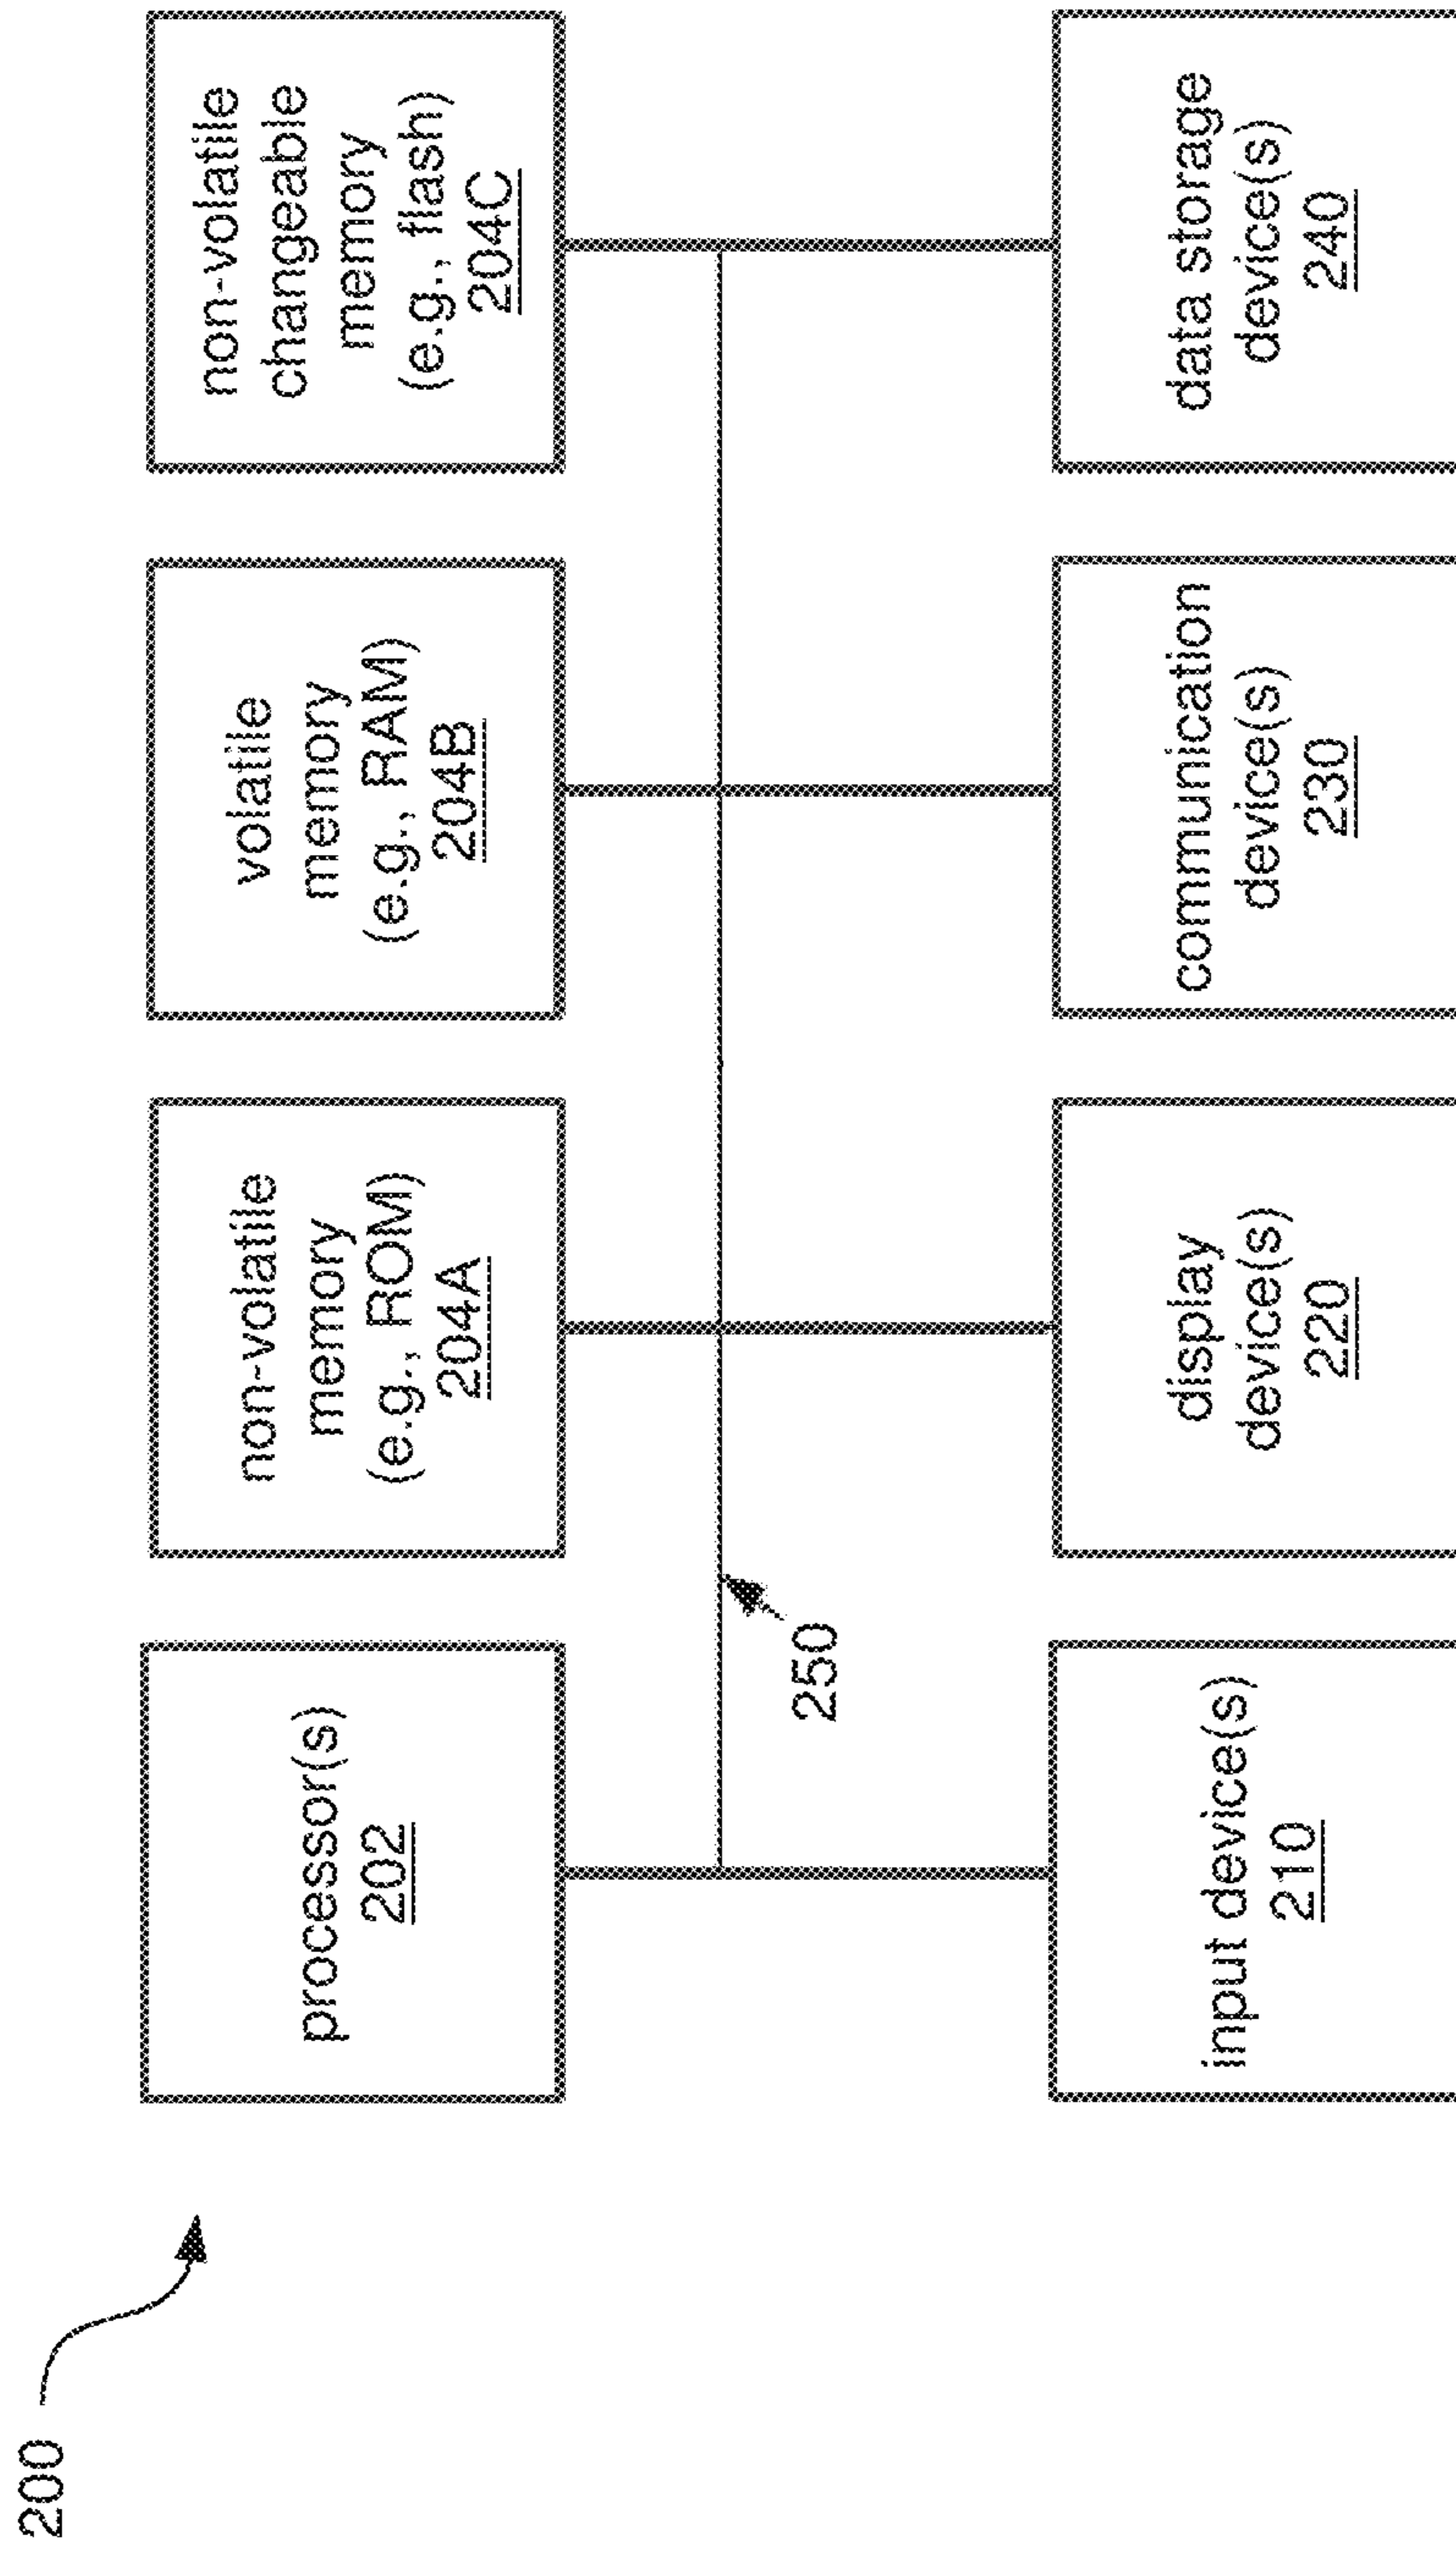 200
processor(s)
202
non-volatile
memory
(e.g., ROM)
204A
volatile
memory
(e.g., RAM)
204B
non-volatile
changeable
memory
(e.g., flash)
204C
250
input device(s)
210
display
device(s)
220
communication
device(s)
230
data storage
device(s)
240